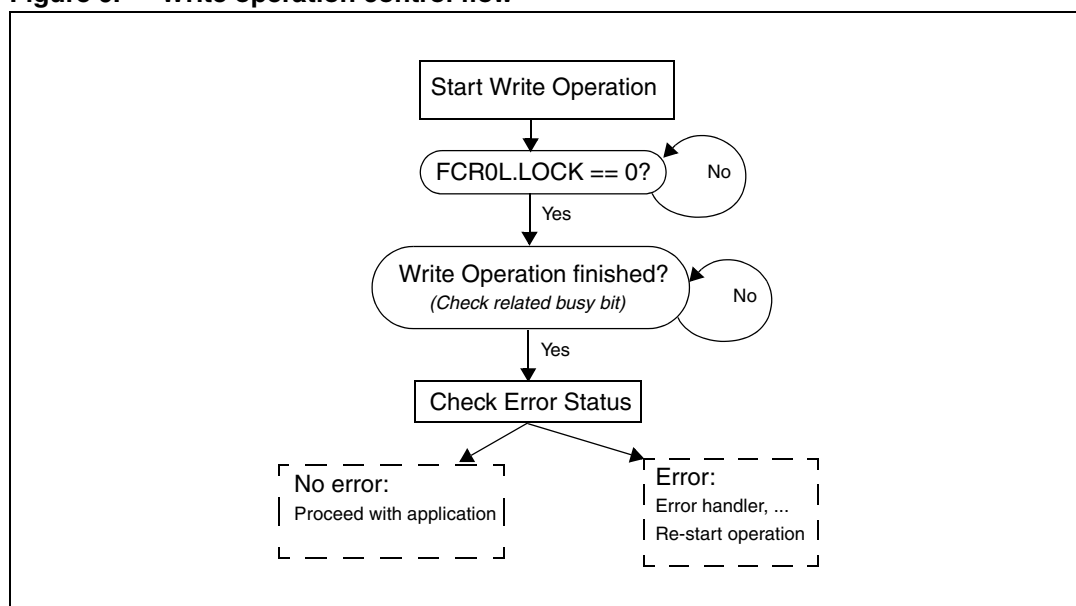 Figure Write operation control flow
Start Write Operation
FCR0L.LOCK == 0?
No
Yes
Write Operation finished?
(Check related busy bit)
No
Yes
Check Error Status
No error:
Proceed with application
Error:
Error handler, ...
Re-start operation